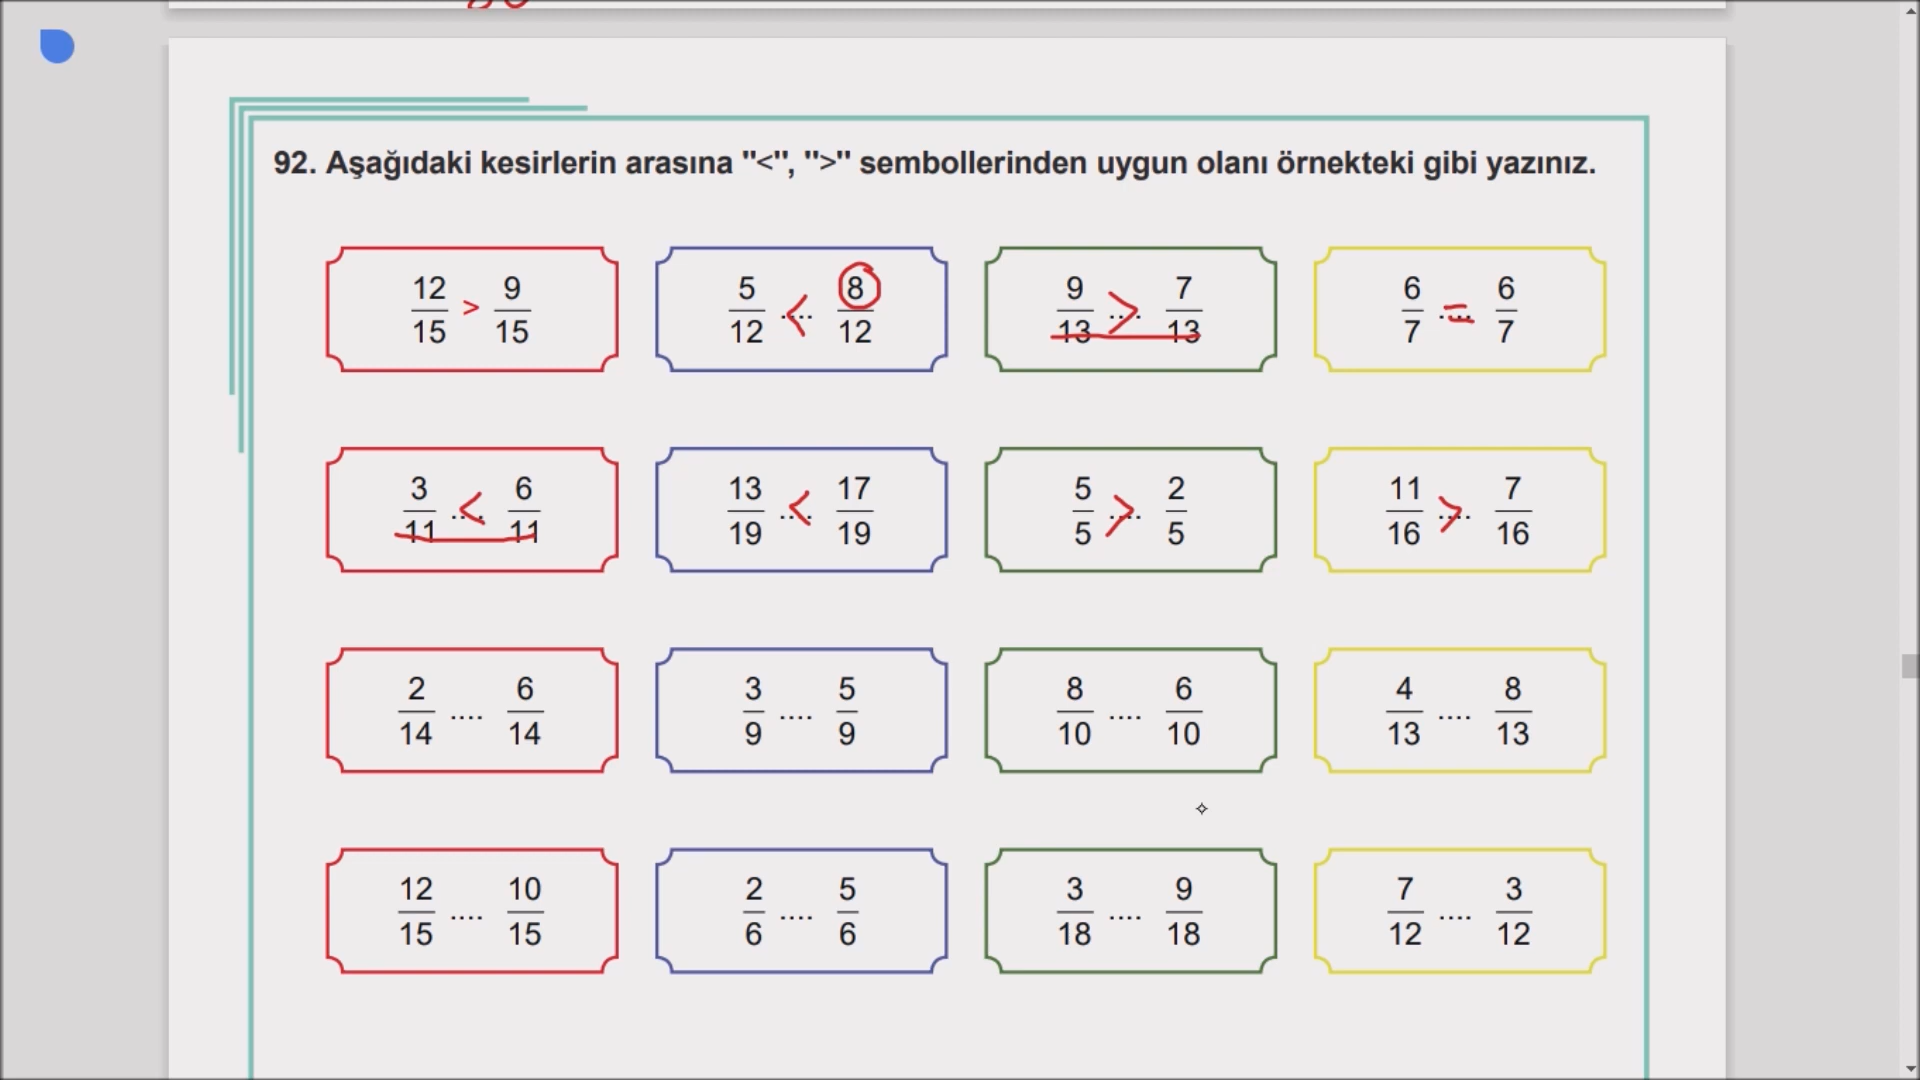 92. Aşağıdaki kesirlerin arasına "<", ">" sembollerinden uygun olanı örnekteki gibi yazınız.
12/15 > 9/15
5/12 .... < 8/12
9/13 .... > 7/13
6/7 .... = 6/7
3/11 .... < 6/11
13/19 .... < 17/19
5/5 .... > 2/5
11/16 .... > 7/16
2/14 .... 6/14
3/9 .... 5/9
8/10 .... 6/10
4/13 .... 8/13
12/15 .... 10/15
2/6 .... 5/6
3/18 .... 9/18
7/12 .... 3/12